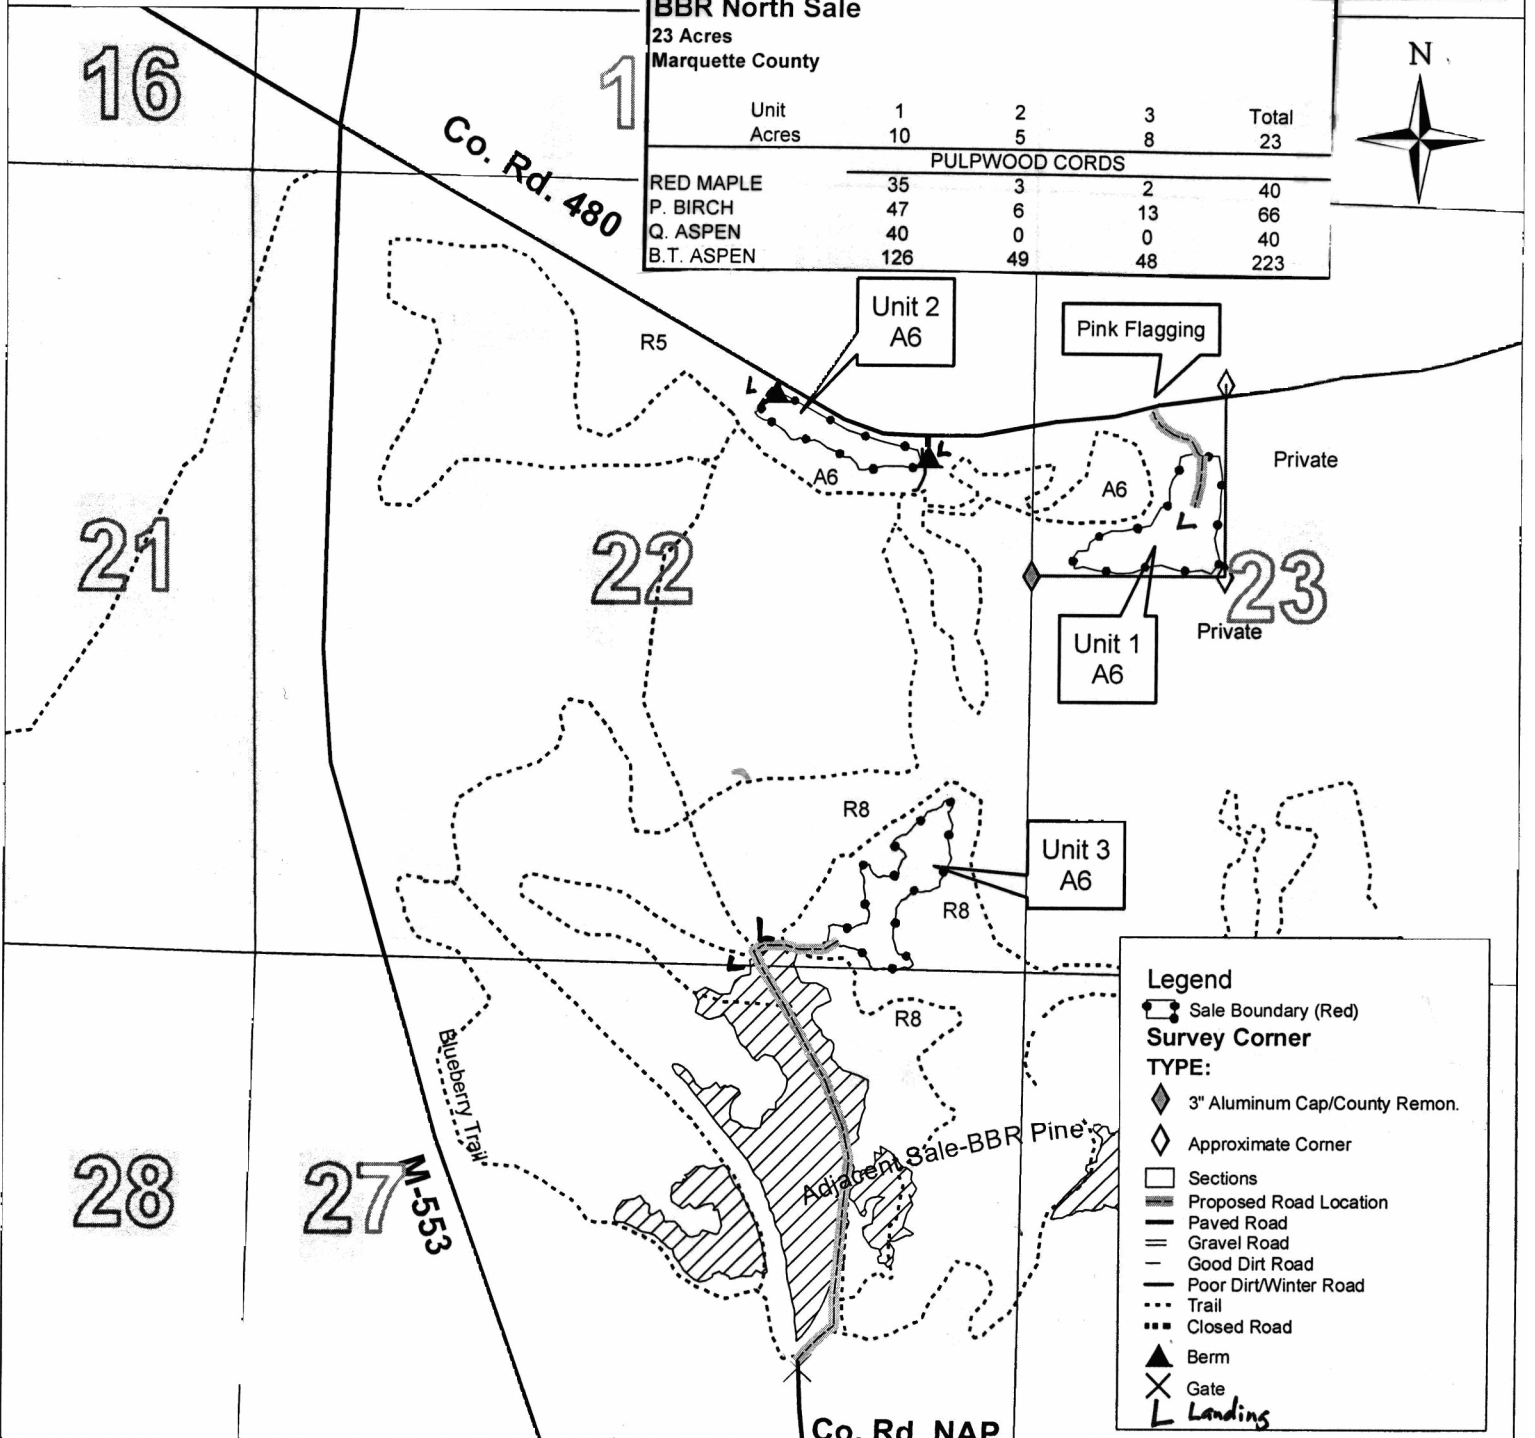 BBR North Sale
23 Acres
Marquette County
Unit 1 2 3 Total
Acres 10 5 8 23
PULPWOOD CORDS
RED MAPLE 35 3 2 40
P. BIRCH 47 6 13 66
Q. ASPEN 40 0 0 40
B.T. ASPEN 126 49 48 223
N
16
1
Co. Rd. 480
Unit 2
A6
Pink Flagging
R5
L
L
A6
A6
Private
L
21
22
23
Private
Unit 1
A6
R8
Unit 3
A6
R8
L
L
R8
Blueberry Trail
Adjacent Sale-BBR Pine
28
27
M-553
Co. Rd. NAP
Legend
Sale Boundary (Red)
Survey Corner
TYPE:
3" Aluminum Cap/County Remon.
Approximate Corner
Sections
Proposed Road Location
Paved Road
Gravel Road
Good Dirt Road
Poor Dirt/Winter Road
Trail
Closed Road
Berm
Gate
L Landing